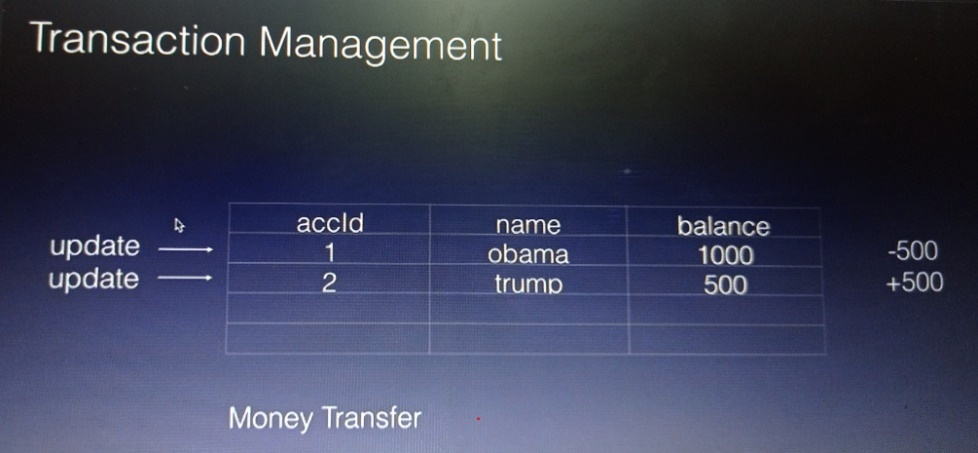 Transaction Management
accId name balance
update 1 obama 1000 -500
update 2 trump 500 +500
Money Transfer